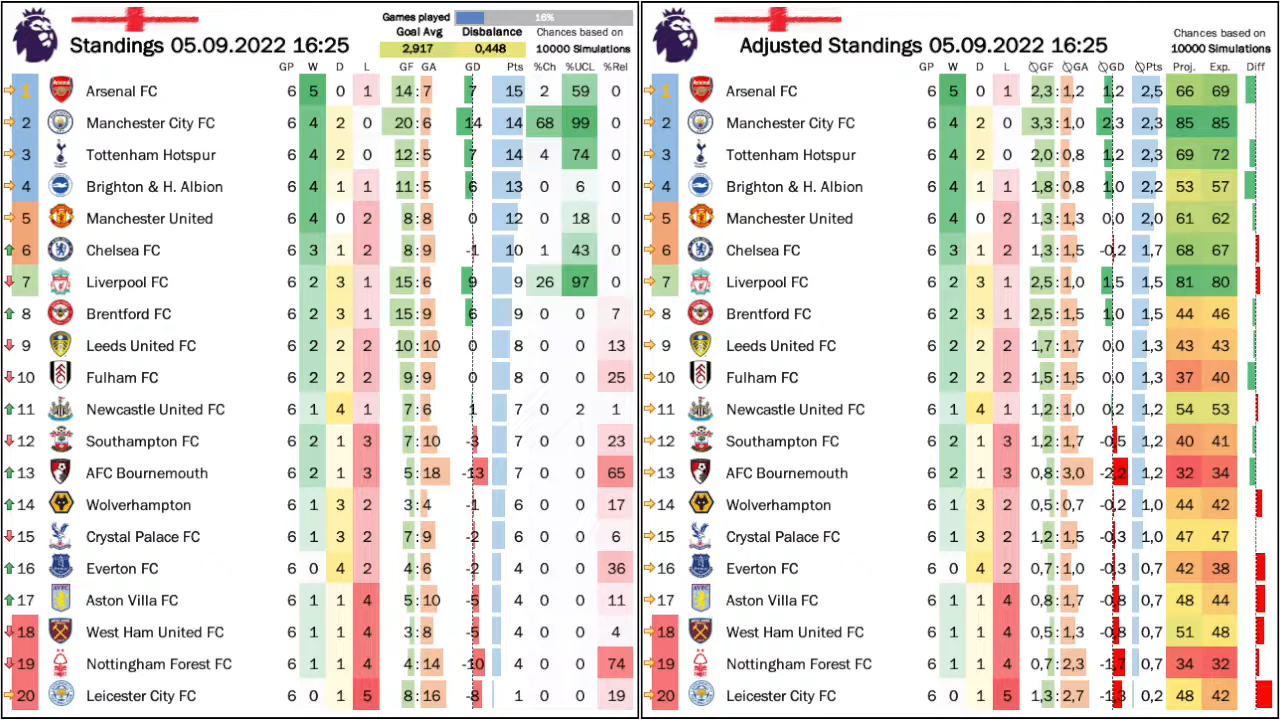 Games played 16%
Goal Avg Disbalance Chances based on
Standings 05.09.2022 16:25 2,917 0,448 10000 Simulations
GP W D L GF GA GD Pts %Ch %UCL %Rel
1 Arsenal FC 6 5 0 1 14 : 7 7 15 2 59 0
2 Manchester City FC 6 4 2 0 20 : 6 14 14 68 99 0
3 Tottenham Hotspur 6 4 2 0 12 : 5 7 14 4 74 0
4 Brighton & H. Albion 6 4 1 1 11 : 5 6 13 0 6 0
5 Manchester United 6 4 0 2 8 : 8 0 12 0 18 0
6 Chelsea FC 6 3 1 2 8 : 9 -1 10 1 43 0
7 Liverpool FC 6 2 3 1 15 : 6 9 9 26 97 0
8 Brentford FC 6 2 3 1 15 : 9 6 9 0 0 7
9 Leeds United FC 6 2 2 2 10 : 10 0 8 0 0 13
10 Fulham FC 6 2 2 2 9 : 9 0 8 0 0 25
11 Newcastle United FC 6 1 4 1 7 : 6 1 7 0 2 1
12 Southampton FC 6 2 1 3 7 : 10 -3 7 0 0 23
13 AFC Bournemouth 6 2 1 3 5 : 18 -13 7 0 0 65
14 Wolverhampton 6 1 3 2 3 : 4 -1 6 0 0 17
15 Crystal Palace FC 6 1 3 2 7 : 9 -2 6 0 0 6
16 Everton FC 6 0 4 2 4 : 6 -2 4 0 0 36
17 Aston Villa FC 6 1 1 4 5 : 10 -5 4 0 0 11
18 West Ham United FC 6 1 1 4 3 : 8 -5 4 0 0 4
19 Nottingham Forest FC 6 1 1 4 4 : 14 -10 4 0 0 74
20 Leicester City FC 6 0 1 5 8 : 16 -8 1 0 0 19
Chances based on
Adjusted Standings 05.09.2022 16:25 10000 Simulations
GP W D L ∅GF ∅GA ∅GD ∅Pts Proj. Exp. Diff
1 Arsenal FC 6 5 0 1 2,3 : 1,2 1,2 2,5 66 69
2 Manchester City FC 6 4 2 0 3,3 : 1,0 2,3 2,3 85 85
3 Tottenham Hotspur 6 4 2 0 2,0 : 0,8 1,2 2,3 69 72
4 Brighton & H. Albion 6 4 1 1 1,8 : 0,8 1,0 2,2 53 57
5 Manchester United 6 4 0 2 1,3 : 1,3 0,0 2,0 61 62
6 Chelsea FC 6 3 1 2 1,3 : 1,5 -0,2 1,7 68 67
7 Liverpool FC 6 2 3 1 2,5 : 1,0 1,5 1,5 81 80
8 Brentford FC 6 2 3 1 2,5 : 1,5 1,0 1,5 44 46
9 Leeds United FC 6 2 2 2 1,7 : 1,7 0,0 1,3 43 43
10 Fulham FC 6 2 2 2 1,5 : 1,5 0,0 1,3 37 40
11 Newcastle United FC 6 1 4 1 1,2 : 1,0 0,2 1,2 54 53
12 Southampton FC 6 2 1 3 1,2 : 1,7 -0,5 1,2 40 41
13 AFC Bournemouth 6 2 1 3 0,8 : 3,0 -2,2 1,2 32 34
14 Wolverhampton 6 1 3 2 0,5 : 0,7 -0,2 1,0 44 42
15 Crystal Palace FC 6 1 3 2 1,2 : 1,5 -0,3 1,0 47 47
16 Everton FC 6 0 4 2 0,7 : 1,0 -0,3 0,7 42 38
17 Aston Villa FC 6 1 1 4 0,8 : 1,7 -0,8 0,7 48 44
18 West Ham United FC 6 1 1 4 0,5 : 1,3 -0,8 0,7 51 48
19 Nottingham Forest FC 6 1 1 4 0,7 : 2,3 -1,7 0,7 34 32
20 Leicester City FC 6 0 1 5 1,3 : 2,7 -1,3 0,2 48 42